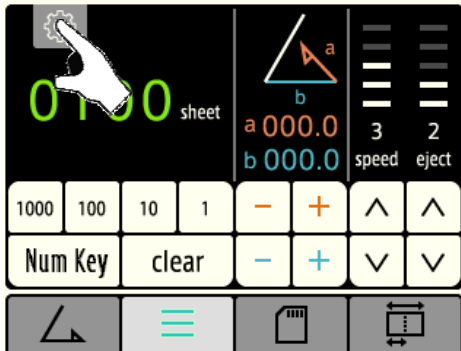 a
b
0100 sheet
a 000.0
b 000.0
3 2
speed eject
1000 100 10 1 - +
Num Key clear - +